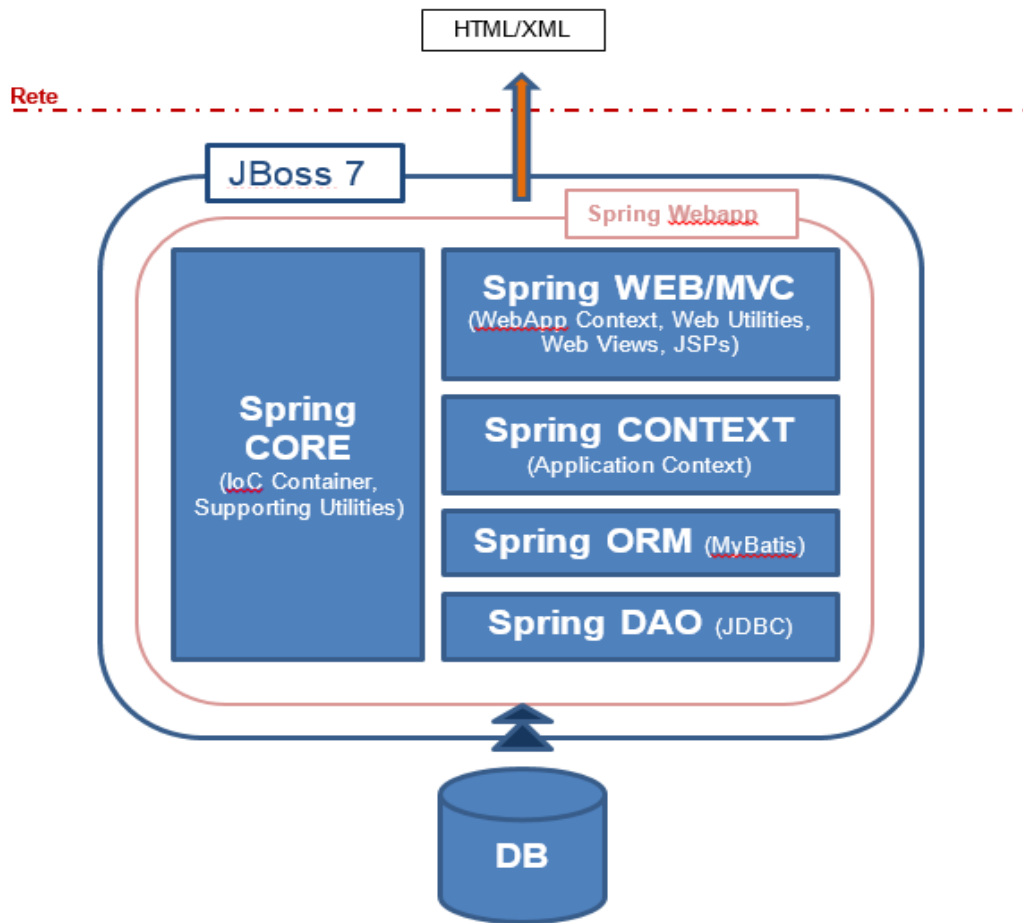 HTML/XML
Rete
JBoss 7
Spring Webapp
Spring
CORE
(IoC Container,
Supporting Utilities)
Spring WEB/MVC
(WebApp Context, Web Utilities,
Web Views, JSPs)
Spring CONTEXT
(Application Context)
Spring ORM (MyBatis)
Spring DAO (JDBC)
DB